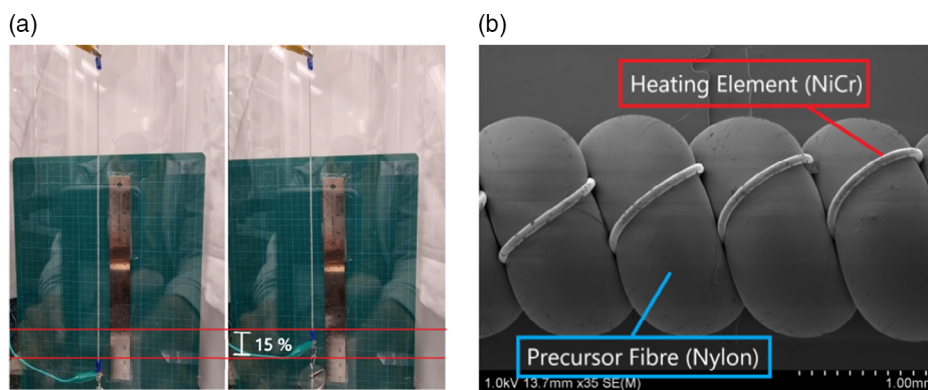 (a)
15 %
(b)
Heating Element (NiCr)
Precursor Fibre (Nylon)
1.0kV 13.7mm x35 SE(M)
1.00mm